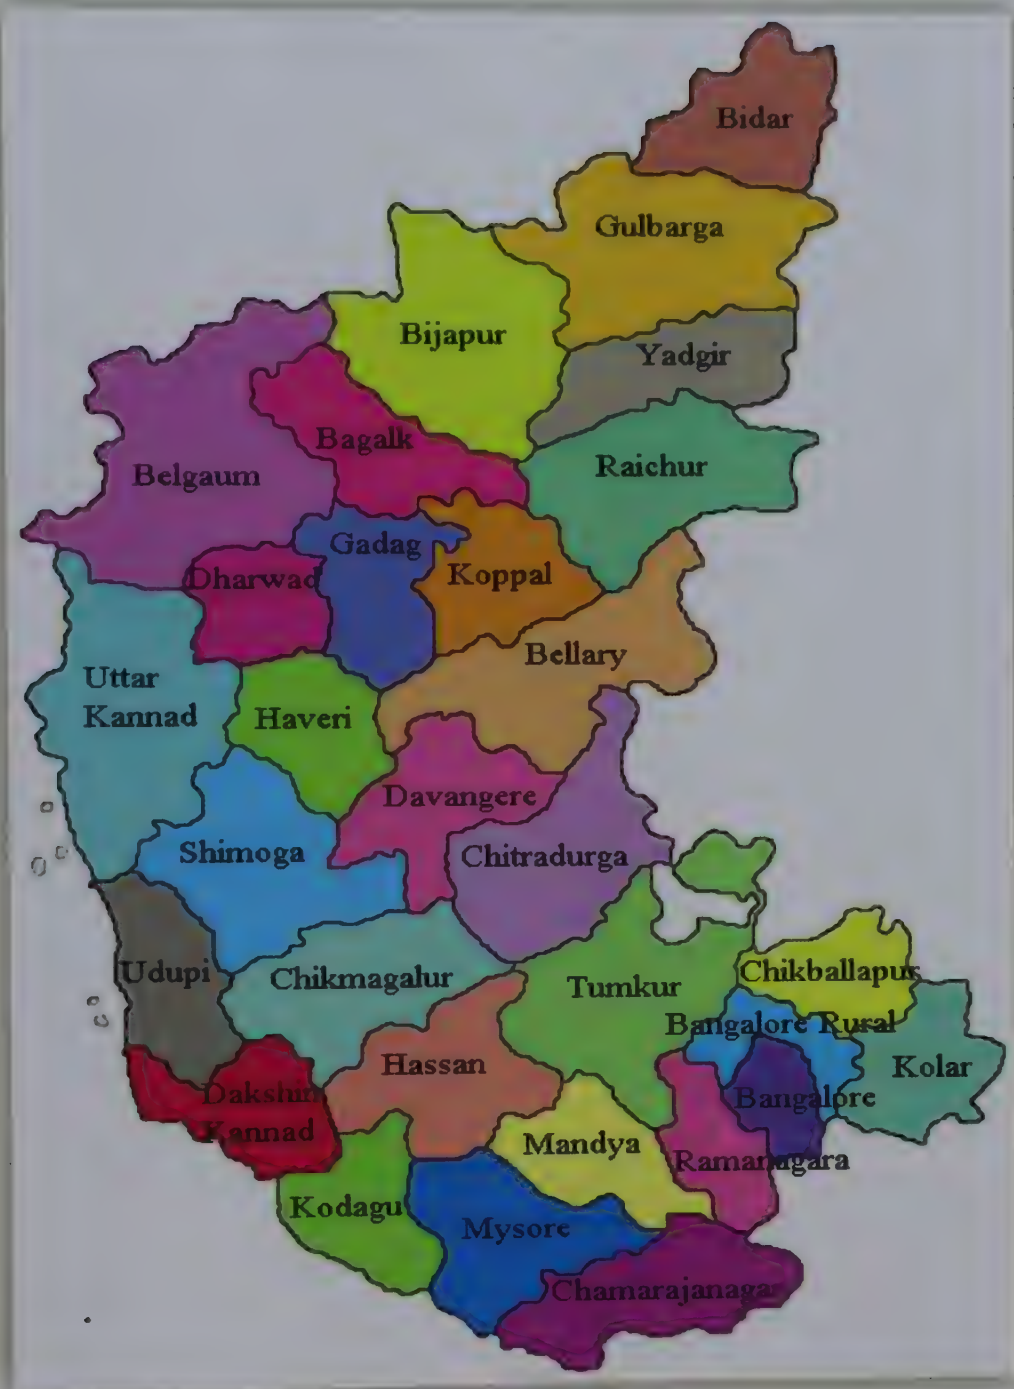 Bidar
Gulbarga
Bijapur
Yadgir
Bagalk
Raichur
Belgaum
Gadag
Dharwad
Koppal
Bellary
Uttar
Kannad
Haveri
Davangere
Shimoga
Chitradurga
Udupi
Chikmagalur
Tumkur
Chikballapur
Bangalore Rural
Hassan
Kolar
Dakshin
Kannad
Bangalore
Mandya
Ramanagara
Kodagu
Mysore
Chamarajanagar